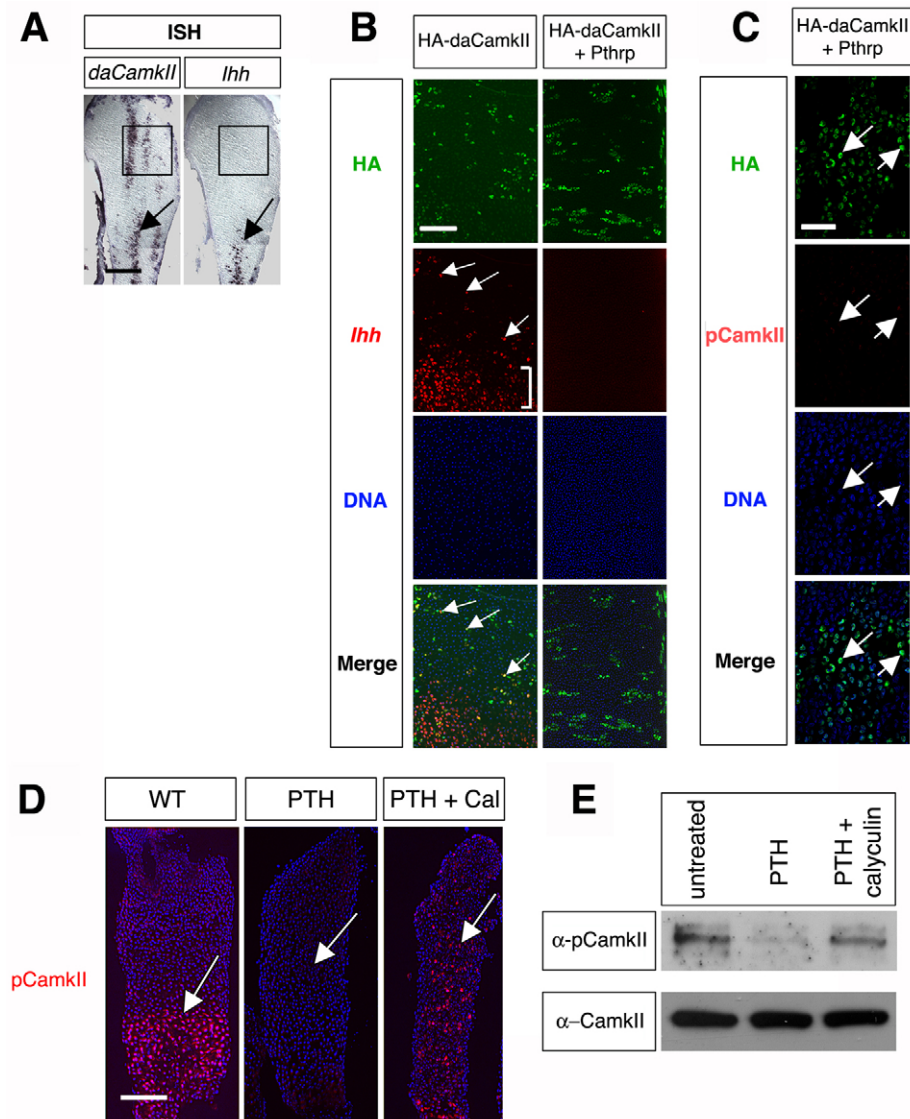 A
ISH
daCamkII
Ihh
B
HA-daCamkII
HA-daCamkII
+ Pthrp
HA
Ihh
DNA
Merge
C
HA-daCamkII
+ Pthrp
HA
pCamkII
DNA
Merge
D
WT
PTH
PTH + Cal
pCamkII
E
untreated
PTH
PTH +
calyculin
α-pCamkII
α–CamkII